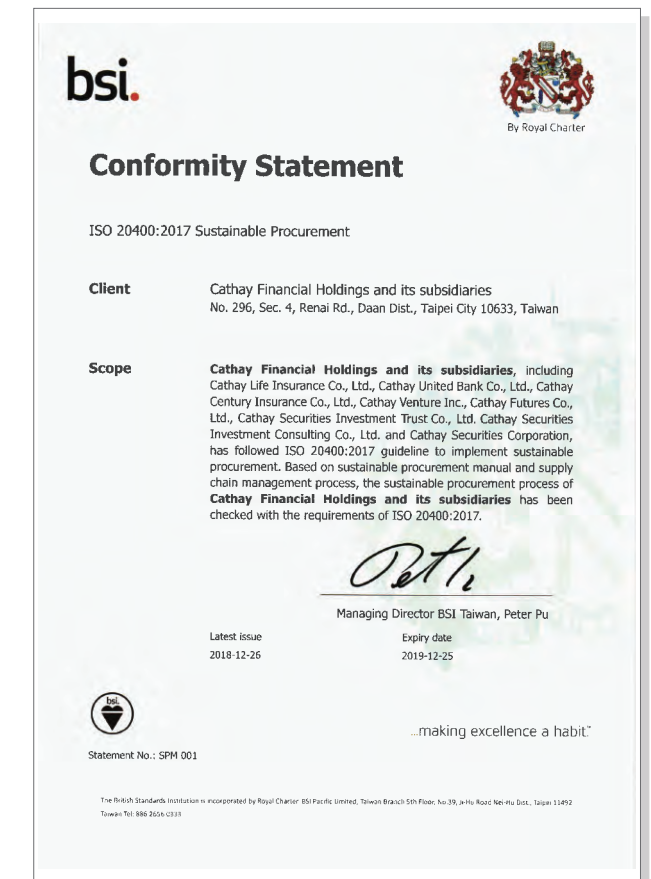 bsi.
By Royal Charter
Conformity Statement
ISO 20400:2017 Sustainable Procurement
Client
Cathay Financial Holdings and its subsidiaries
No. 296, Sec. 4, Renai Rd., Daan Dist., Taipei City 10633, Taiwan
Scope
Cathay Financial Holdings and its subsidiaries, including
Cathay Life Insurance Co., Ltd., Cathay United Bank Co., Ltd., Cathay
Century Insurance Co., Ltd., Cathay Venture Inc., Cathay Futures Co.,
Ltd., Cathay Securities Investment Trust Co., Ltd. Cathay Securities
Investment Consulting Co., Ltd. and Cathay Securities Corporation,
has followed ISO 20400:2017 guideline to implement sustainable
procurement. Based on sustainable procurement manual and supply
chain management process, the sustainable procurement process of
Cathay Financial Holdings and its subsidiaries has been
checked with the requirements of ISO 20400:2017.
Managing Director BSI Taiwan, Peter Pu
Latest issue
Expiry date
2018-12-26
2019-12-25
bsi.
...making excellence a habit.™
Statement No.: SPM 001
The British Standards Institution is incorporated by Royal Charter. BSI Pacific Limited, Taiwan Branch 5th Floor, No.39, Ji-Hu Road Nei-Hu Dist., Taipei 11492
Taiwan Tel: 886 2656 0333